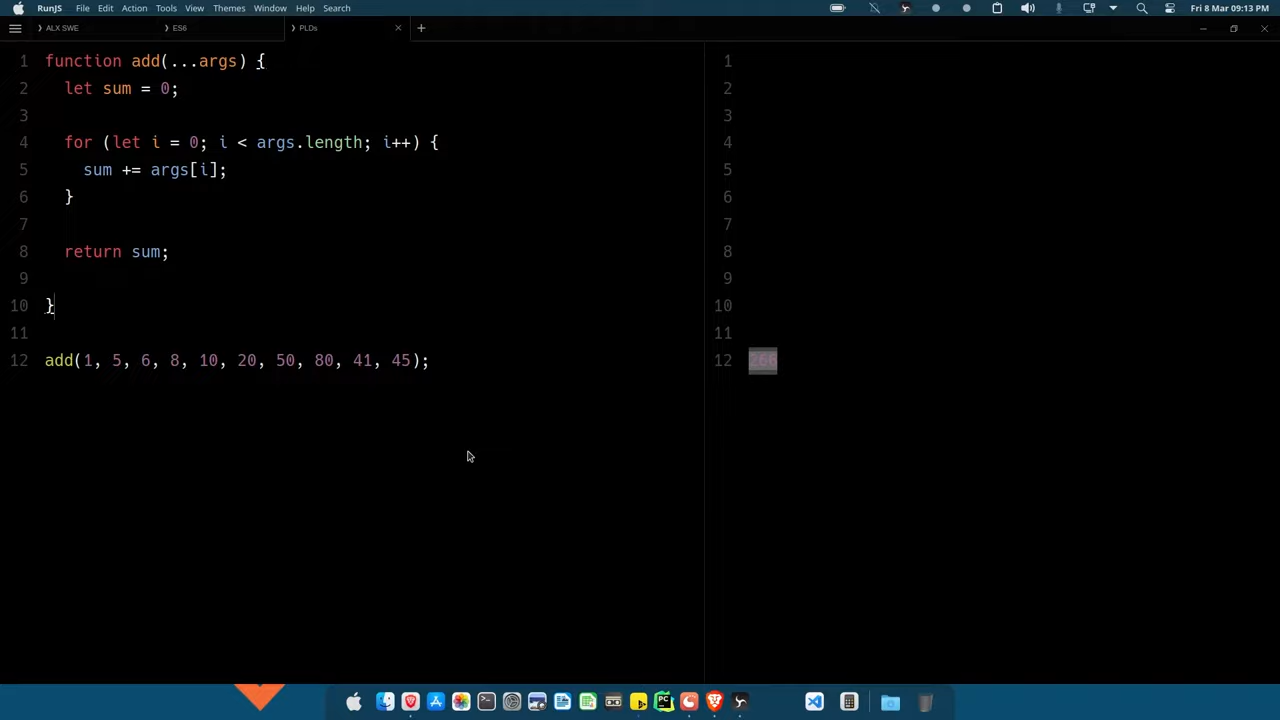 RunJS File Edit Action Tools View Themes Window Help Search Fri 8 Mar 09:13 PM
ALX SWE ES6 PLDs
1 function add(...args) {
2 let sum = 0;
3
4 for (let i = 0; i < args.length; i++) {
5 sum += args[i];
6 }
7
8 return sum;
9
10 }
11
12 add(1, 5, 6, 8, 10, 20, 50, 80, 41, 45);
1
2
3
4
5
6
7
8
9
10
11
12 266
PC